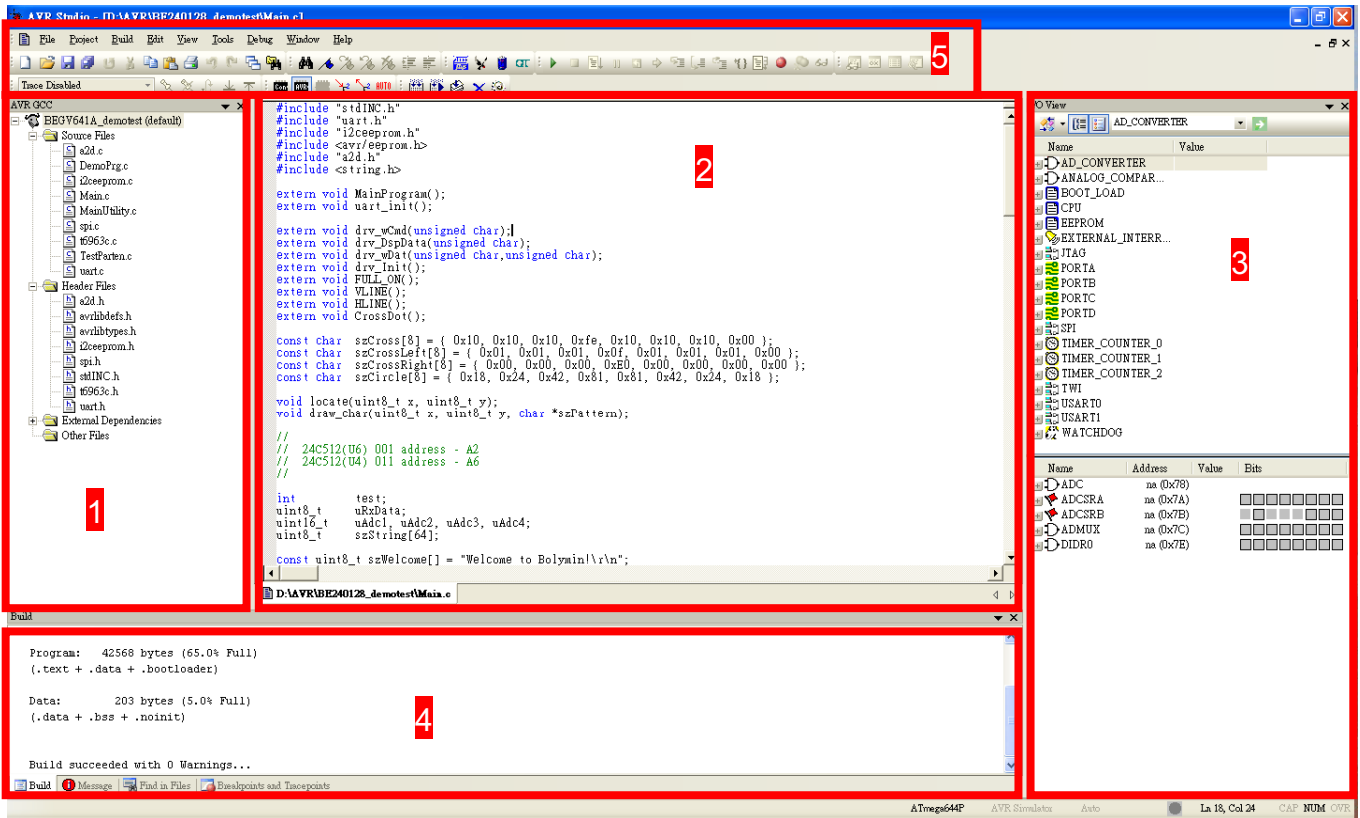 AVR Studio - [D:\AVR\BE240128_demotest\Main.c]
File Project Build Edit View Tools Debug Window Help
5
Trace Disabled
Con AVR AUTO
AVR GCC
BEGV641A_demotest (default)
Source Files
a2d.c
DemoPrg.c
i2ceeprom.c
Main.c
MainUtility.c
spi.c
t6963c.c
TestParten.c
uart.c
Header Files
a2d.h
avrlibdefs.h
avrlibtypes.h
i2ceeprom.h
spi.h
stdINC.h
t6963c.h
uart.h
External Dependencies
Other Files
1
#include "stdINC.h"
#include "uart.h"
#include "i2ceeprom.h"
#include <avr/eeprom.h>
#include "a2d.h"
#include <string.h>
2
extern void MainProgram();
extern void uart_init();
extern void drv_wCmd(unsigned char);
extern void drv_DspData(unsigned char);
extern void drv_wDat(unsigned char,unsigned char);
extern void drv_Init();
extern void FULL_ON();
extern void VLINE();
extern void HLINE();
extern void CrossDot();
const char szCross[8] = { 0x10, 0x10, 0x10, 0xfe, 0x10, 0x10, 0x10, 0x00 };
const char szCrossLeft[8] = { 0x01, 0x01, 0x01, 0x0f, 0x01, 0x01, 0x01, 0x00 };
const char szCrossRight[8] = { 0x00, 0x00, 0x00, 0xE0, 0x00, 0x00, 0x00, 0x00 };
const char szCircle[8] = { 0x18, 0x24, 0x42, 0x81, 0x81, 0x42, 0x24, 0x18 };
void locate(uint8_t x, uint8_t y);
void draw_char(uint8_t x, uint8_t y, char *szPattern);
//
// 24C512(U6) 001 address - A2
// 24C512(U4) 011 address - A6
//
int test;
uint8_t uRxData;
uint16_t uAdc1, uAdc2, uAdc3, uAdc4;
uint8_t szString[64];
const uint8_t szWelcome[] = "Welcome to Bolymin!\r\n";
D:\AVR\BE240128_demotest\Main.c
I/O View
AD_CONVERTER
Name Value
AD_CONVERTER
ANALOG_COMPAR...
BOOT_LOAD
CPU
EEPROM
EXTERNAL_INTERR...
JTAG
PORTA
PORTB
PORTC
PORTD
SPI
TIMER_COUNTER_0
TIMER_COUNTER_1
TIMER_COUNTER_2
TWI
USART0
USART1
WATCHDOG
3
Name Address Value Bits
ADC na (0x78)
ADCSRA na (0x7A)
ADCSRB na (0x7B)
ADMUX na (0x7C)
DIDR0 na (0x7E)
Build
Program: 42568 bytes (65.0% Full)
(.text + .data + .bootloader)
Data: 203 bytes (5.0% Full)
(.data + .bss + .noinit)
Build succeeded with 0 Warnings...
4
Build Message Find in Files Breakpoints and Tracepoints
ATmega644P AVR Simulator Auto Ln 18, Col 24 CAP NUM OVR